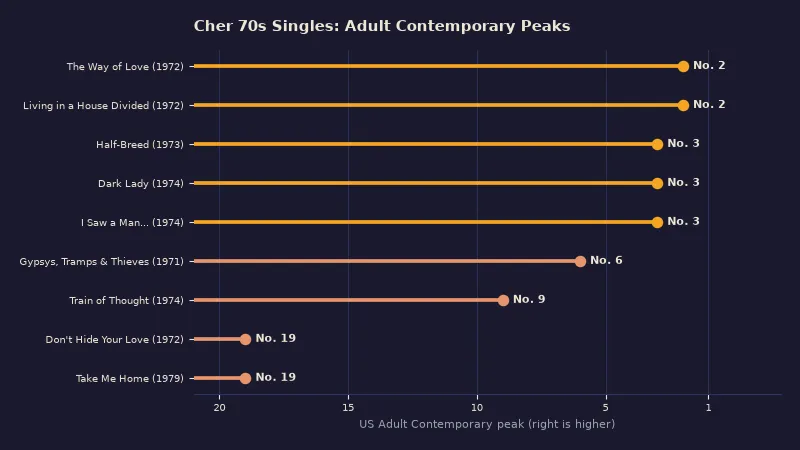 Cher 70s Singles: Adult Contemporary Peaks
The Way of Love (1972) No. 2
Living in a House Divided (1972) No. 2
Half-Breed (1973) No. 3
Dark Lady (1974) No. 3
I Saw a Man... (1974) No. 3
Gypsys, Tramps & Thieves (1971) No. 6
Train of Thought (1974) No. 9
Don't Hide Your Love (1972) No. 19
Take Me Home (1979) No. 19
20 15 10 5 1
US Adult Contemporary peak (right is higher)